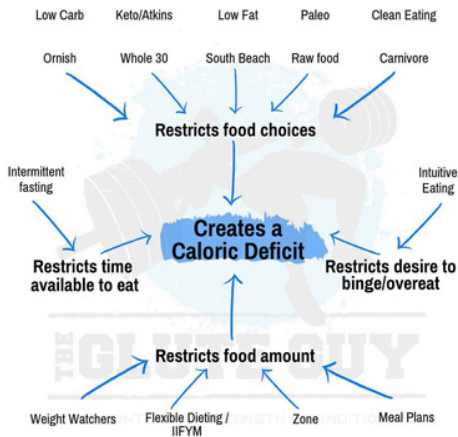 Low Carb
Keto/Atkins
Low Fat
Paleo
Clean Eating
Ornish
Whole 30
South Beach
Raw food
Carnivore
Restricts food choices
Intermittent
fasting
Intuitive
Eating
Creates a
Caloric Deficit
Restricts time
available to eat
Restricts desire to
binge/overeat
THE
GLUTE GUY
Restricts food amount
Weight Watchers
Flexible Dieting /
IIFYM
Zone
Meal Plans